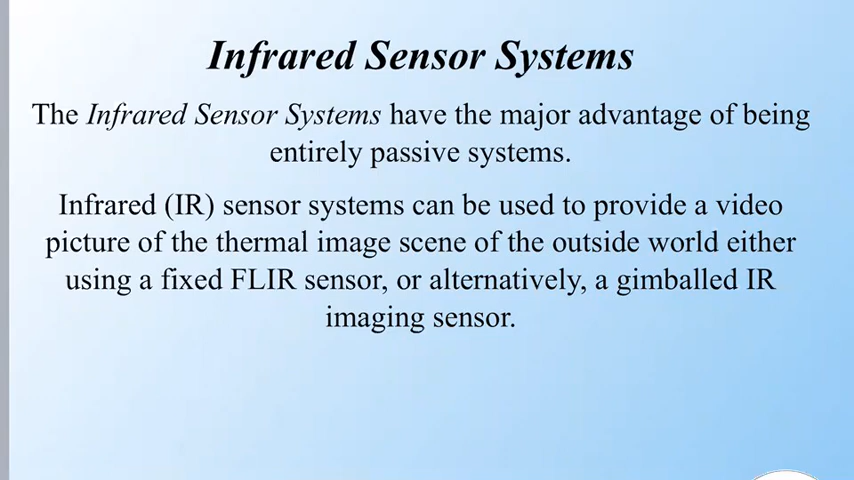 Infrared Sensor Systems
The Infrared Sensor Systems have the major advantage of being
entirely passive systems.
Infrared (IR) sensor systems can be used to provide a video
picture of the thermal image scene of the outside world either
using a fixed FLIR sensor, or alternatively, a gimballed IR
imaging sensor.